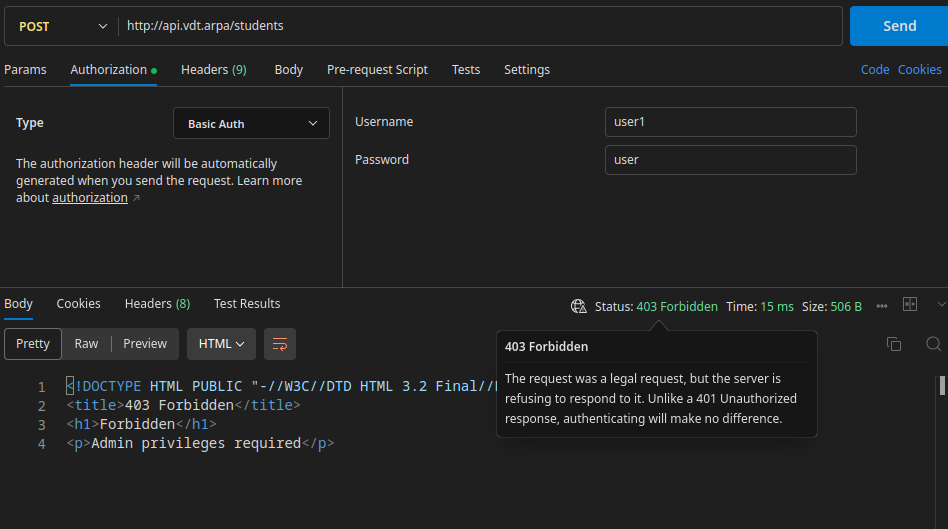 POST http://api.vdt.arpa/students Send
Params Authorization Headers (9) Body Pre-request Script Tests Settings Code Cookies
Type Basic Auth
The authorization header will be automatically
generated when you send the request. Learn more
about authorization ↗
Username user1
Password user
Body Cookies Headers (8) Test Results Status: 403 Forbidden Time: 15 ms Size: 506 B
Pretty Raw Preview HTML
403 Forbidden
The request was a legal request, but the server is
refusing to respond to it. Unlike a 401 Unauthorized
response, authenticating will make no difference.
1 <!DOCTYPE HTML PUBLIC "-//W3C//DTD HTML 3.2 Final//
2 <title>403 Forbidden</title>
3 <h1>Forbidden</h1>
4 <p>Admin privileges required</p>